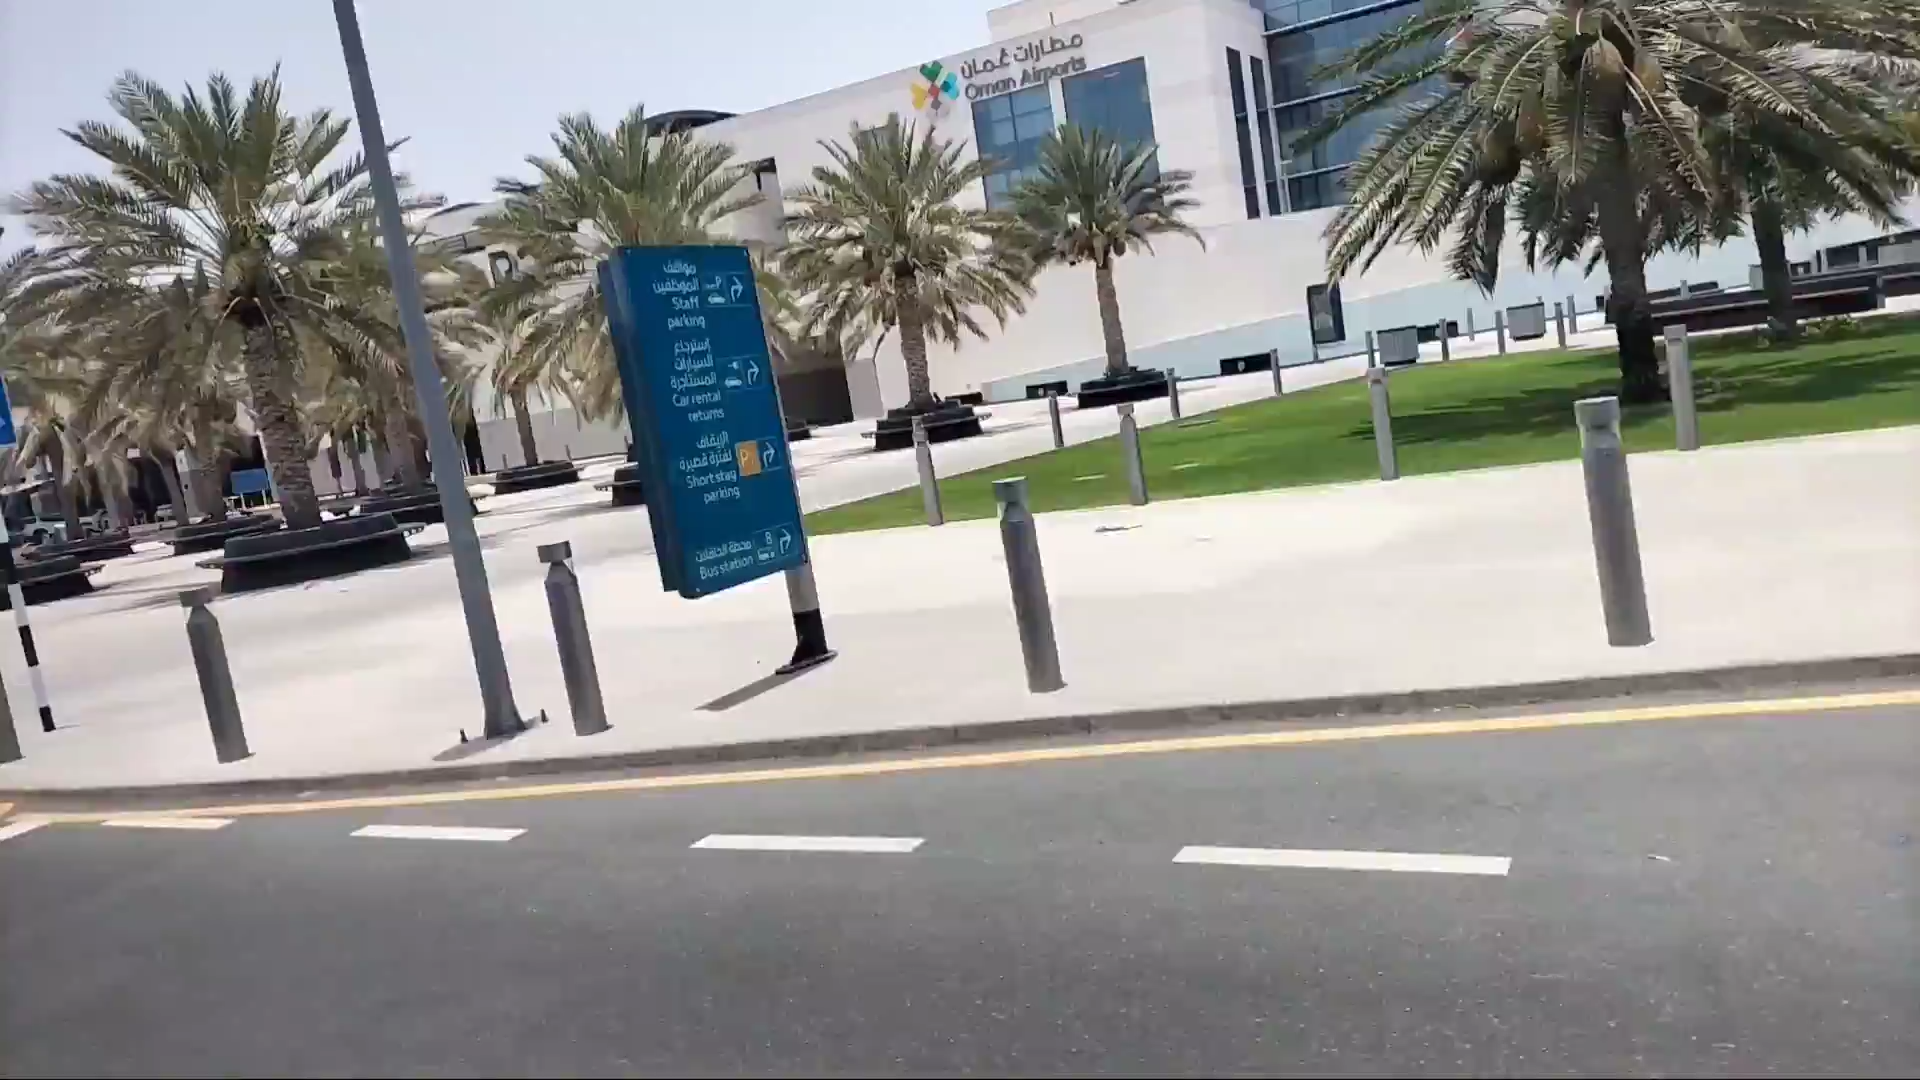 مطارات عُمان
Oman Airports
مواقف
الموظفين
Staff
parking
P
إسترجاع
السيارات
المستأجرة
Car rental
returns
الإيقاف
لفترة قصيرة
Short stay
parking
P
محطة الحافلات
Bus station
B